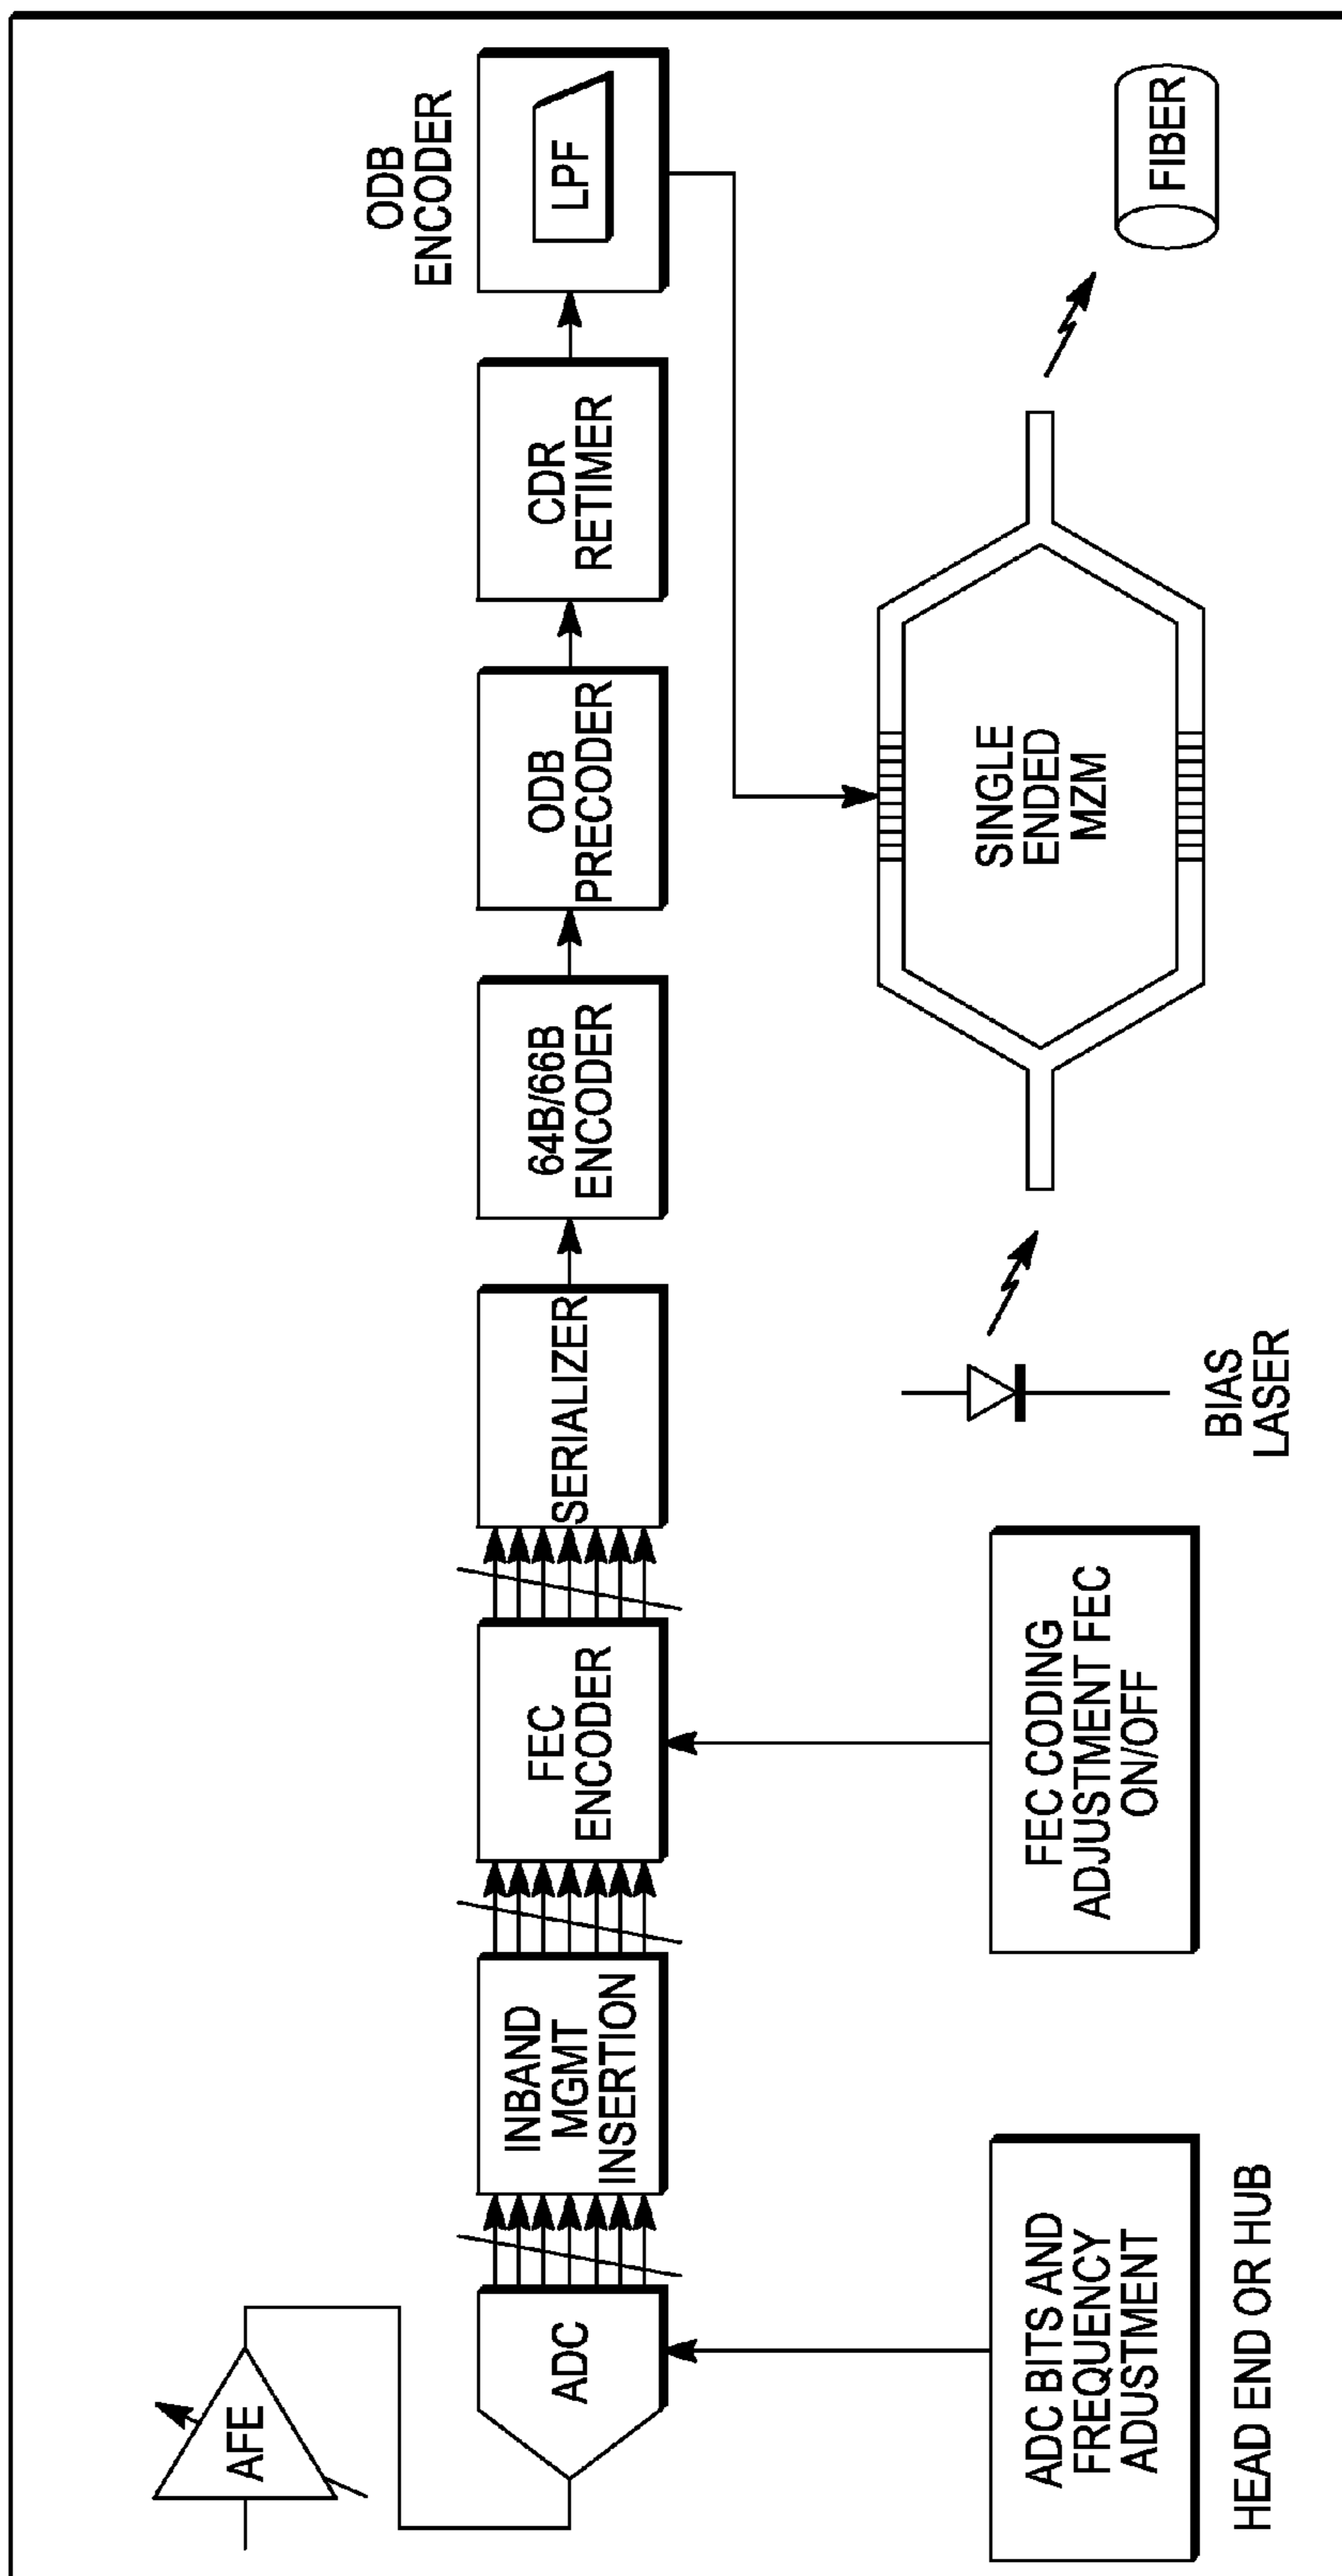 AFE
ADC
INBAND
MGMT
INSERTION
FEC
ENCODER
SERIALIZER
64B/66B
ENCODER
ODB
PRECODER
CDR
RETIMER
ODB
ENCODER
LPF
ADC BITS AND
FREQUENCY
ADUSTMENT
FEC CODING
ADJUSTMENT FEC
ON/OFF
BIAS
LASER
SINGLE
ENDED
MZM
FIBER
HEAD END OR HUB